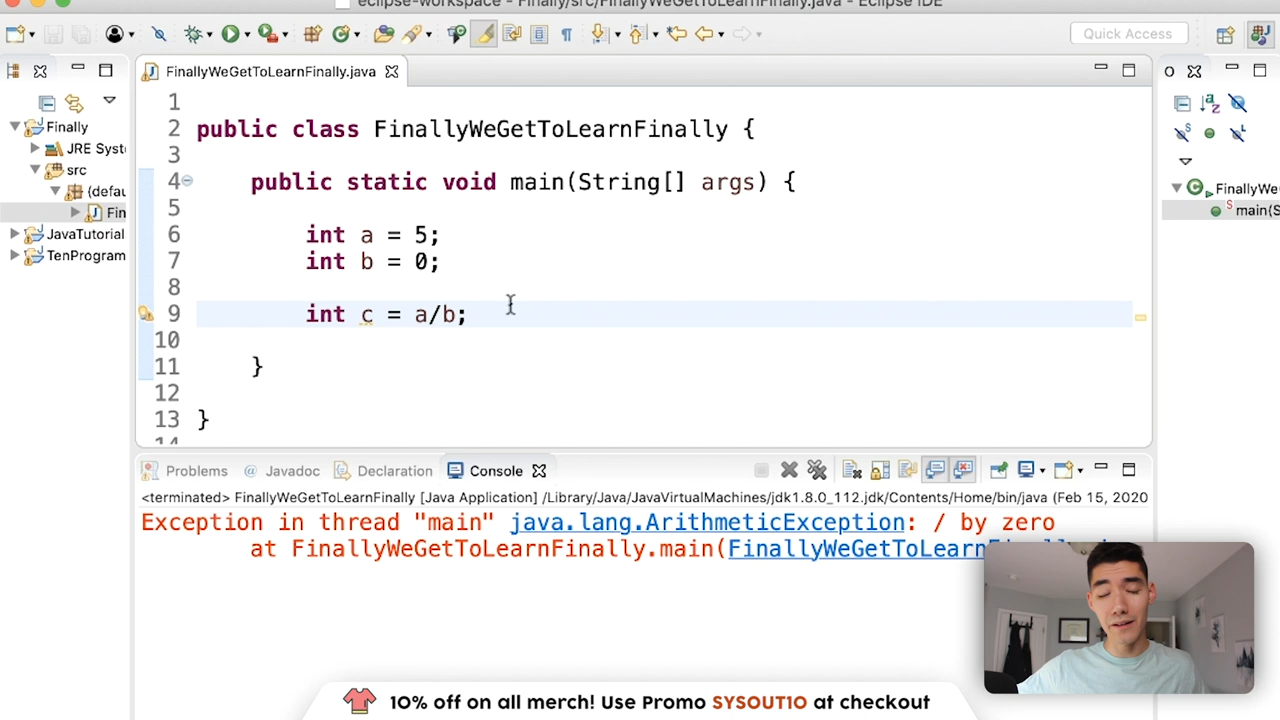 eclipse-workspace - Finally/src/FinallyWeGetToLearnFinally.java - Eclipse IDE
Quick Access
FinallyWeGetToLearnFinally.java
Finally
JRE Syst
src
(defau
Fin
JavaTutorial
TenProgram
1
2 public class FinallyWeGetToLearnFinally {
3
4 public static void main(String[] args) {
5
6 int a = 5;
7 int b = 0;
8
9 int c = a/b;
10
11 }
12
13 }
14
O
FinallyWeG
main(S
Problems @ Javadoc Declaration Console
<terminated> FinallyWeGetToLearnFinally [Java Application] /Library/Java/JavaVirtualMachines/jdk1.8.0_112.jdk/Contents/Home/bin/java (Feb 15, 2020
Exception in thread "main" java.lang.ArithmeticException: / by zero
at FinallyWeGetToLearnFinally.main(FinallyWeGetToLearnF
10% off on all merch! Use Promo SYSOUT10 at checkout